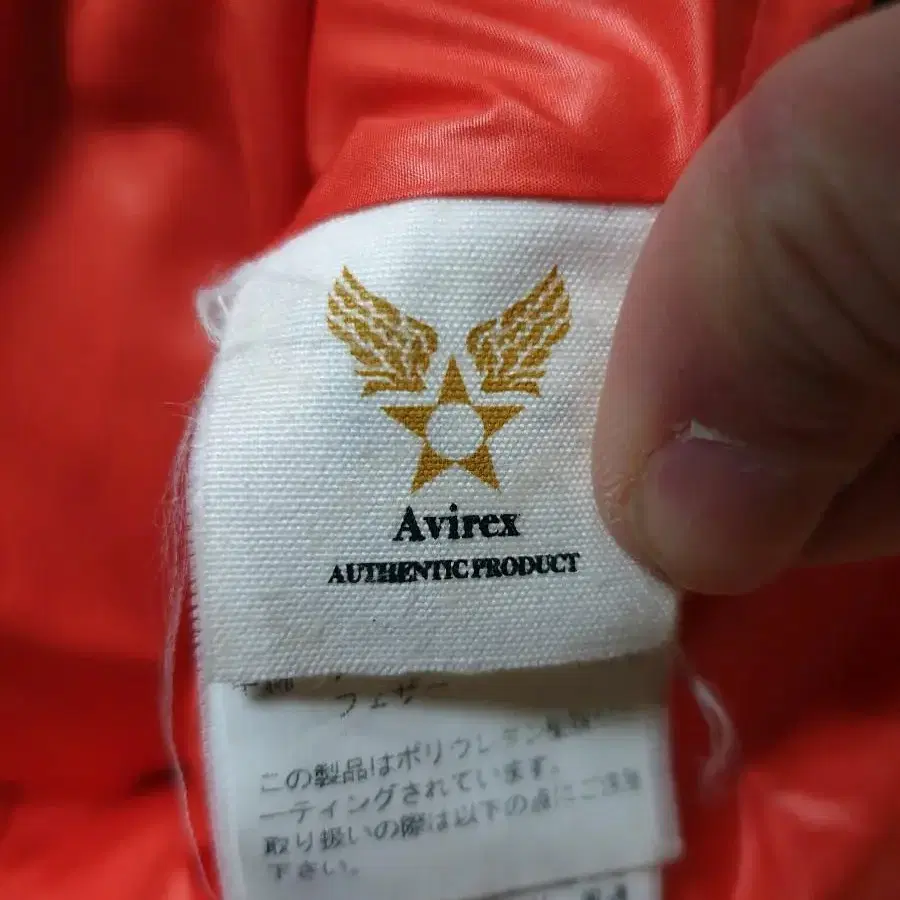 Avirex
AUTHENTIC PRODUCT
フェザー
この製品はポリウレタン
ーティングされています。
取り扱いの際は以下の点にご注意
下さい。